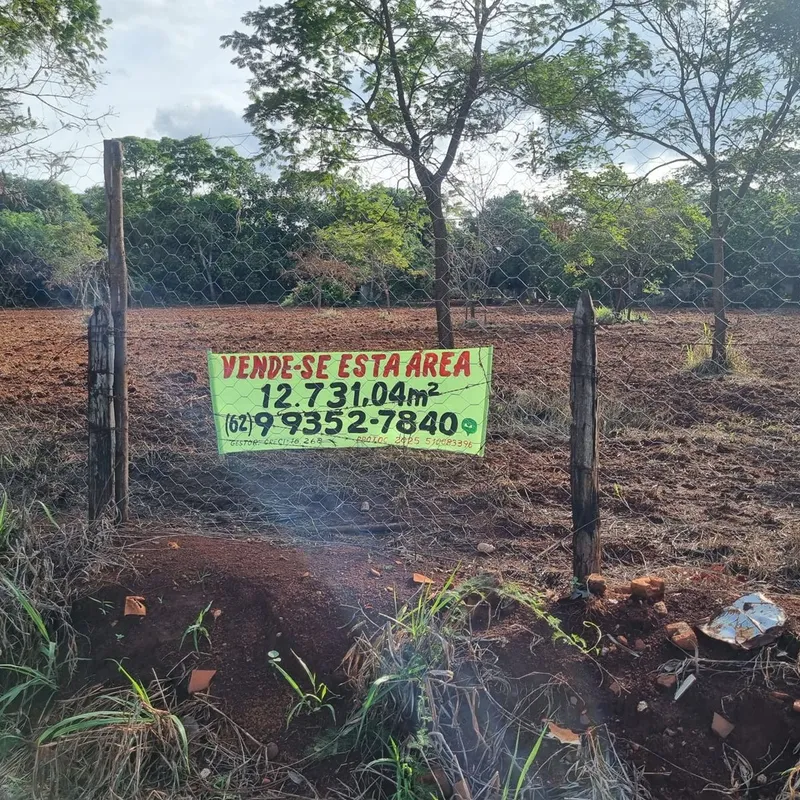 VENDE-SE ESTA ÁREA
12.731,04m²
(62) 9 9352-7840